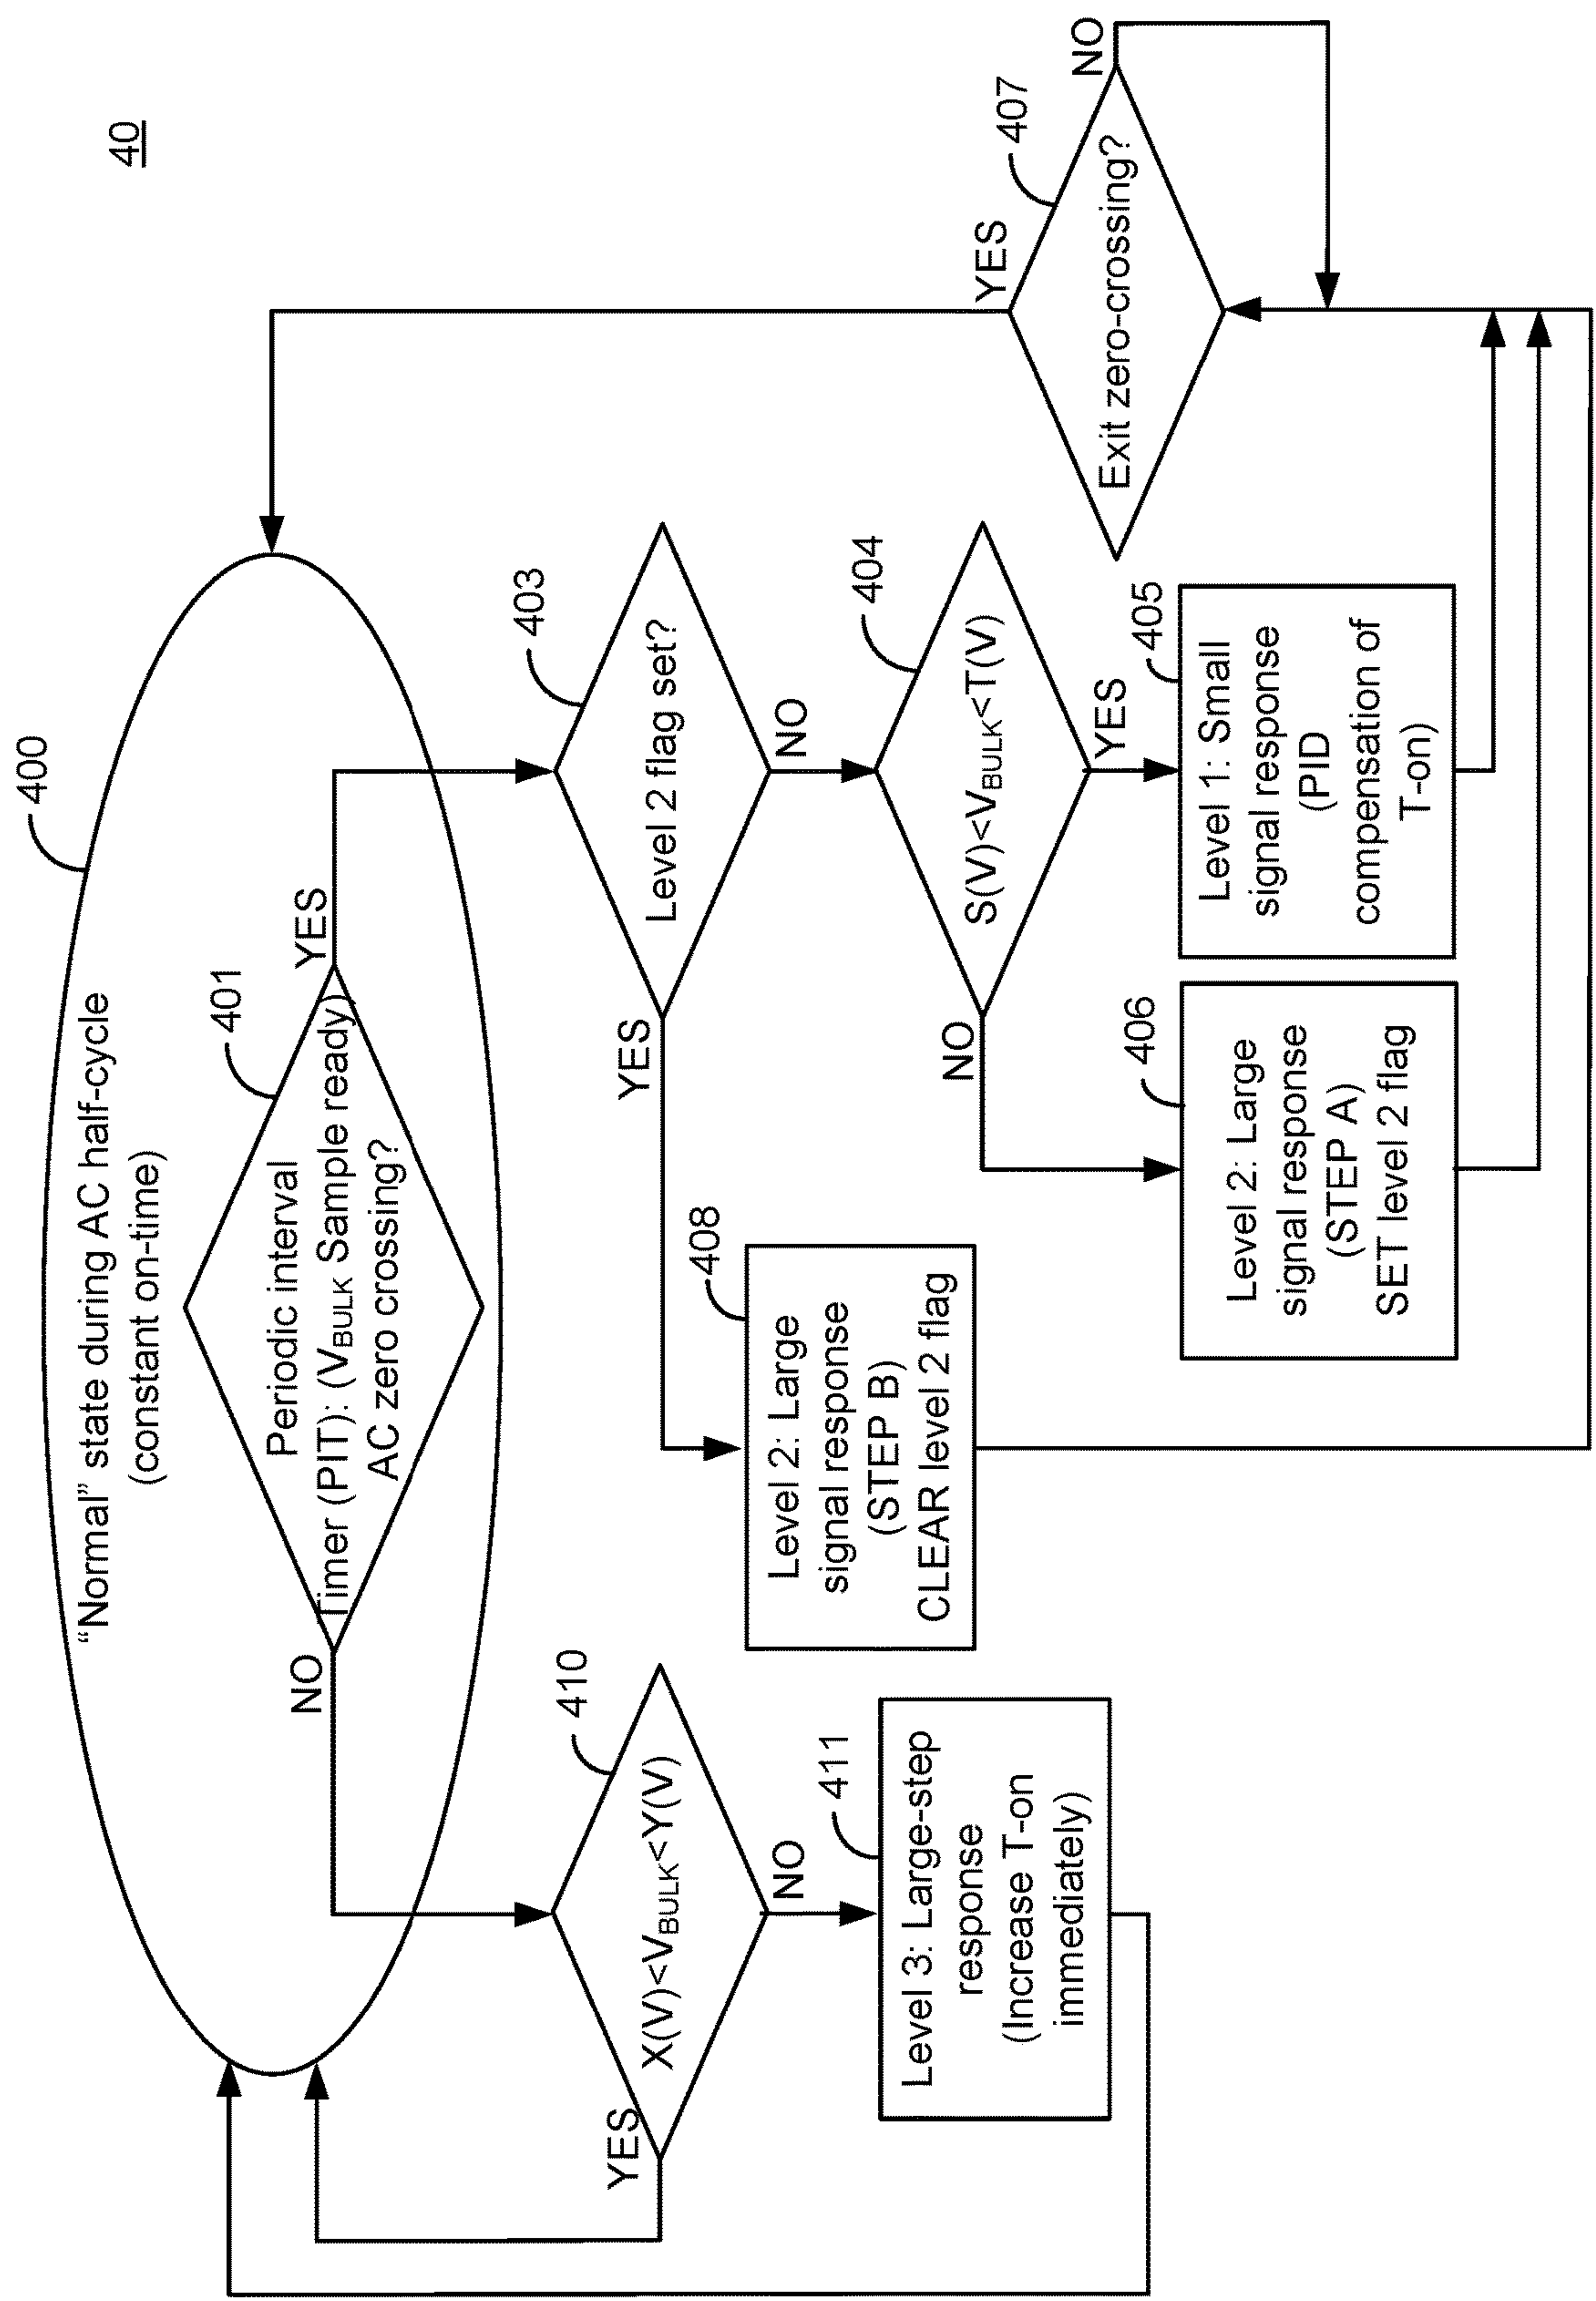 40
400
"Normal" state during AC half-cycle
(constant on-time)
401
Periodic interval
Timer (PIT): (VBULK Sample ready)
AC zero crossing?
NO
YES
410
X(V)<VBULK<Y(V)
YES
NO
411
Level 3: Large-step
response
(Increase T-on
immediately)
403
Level 2 flag set?
YES
NO
408
Level 2: Large
signal response
(STEP B)
CLEAR level 2 flag
404
S(V)<VBULK<T(V)
NO
YES
406
Level 2: Large
signal response
(STEP A)
SET level 2 flag
405
Level 1: Small
signal response
(PID
compensation of
T-on)
407
Exit zero-crossing?
YES
NO